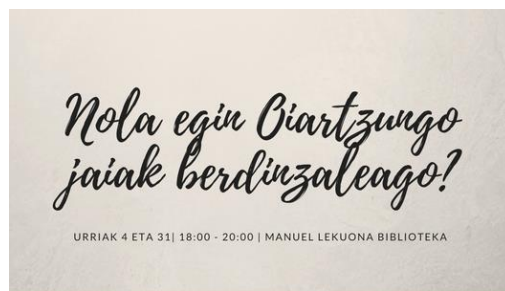 Nola egin Oiartzungo
jaiak berdinzaleago?
URRIAK 4 ETA 31| 18:00 - 20:00 | MANUEL LEKUONA BIBLIOTEKA